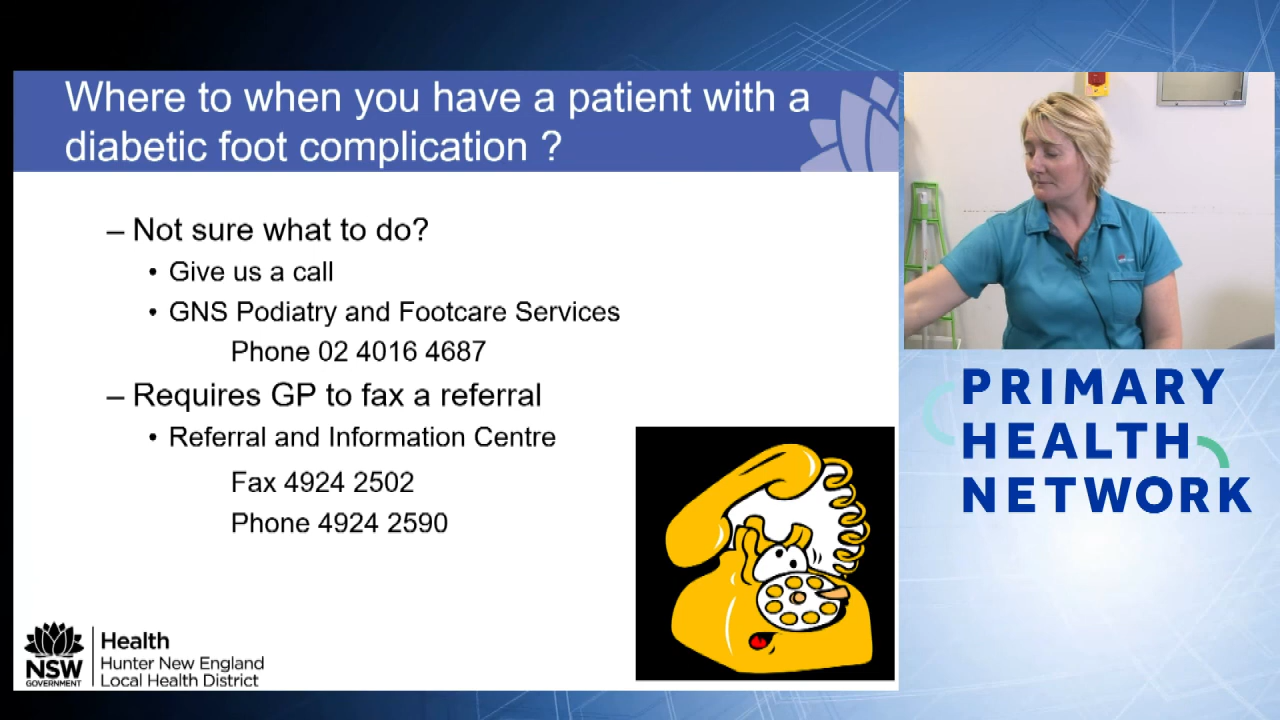 Where to when you have a patient with a
diabetic foot complication ?
– Not sure what to do?
• Give us a call
• GNS Podiatry and Footcare Services
Phone 02 4016 4687
– Requires GP to fax a referral
• Referral and Information Centre
Fax 4924 2502
Phone 4924 2590
NSW
GOVERNMENT
Health
Hunter New England
Local Health District
PRIMARY
HEALTH
NETWORK